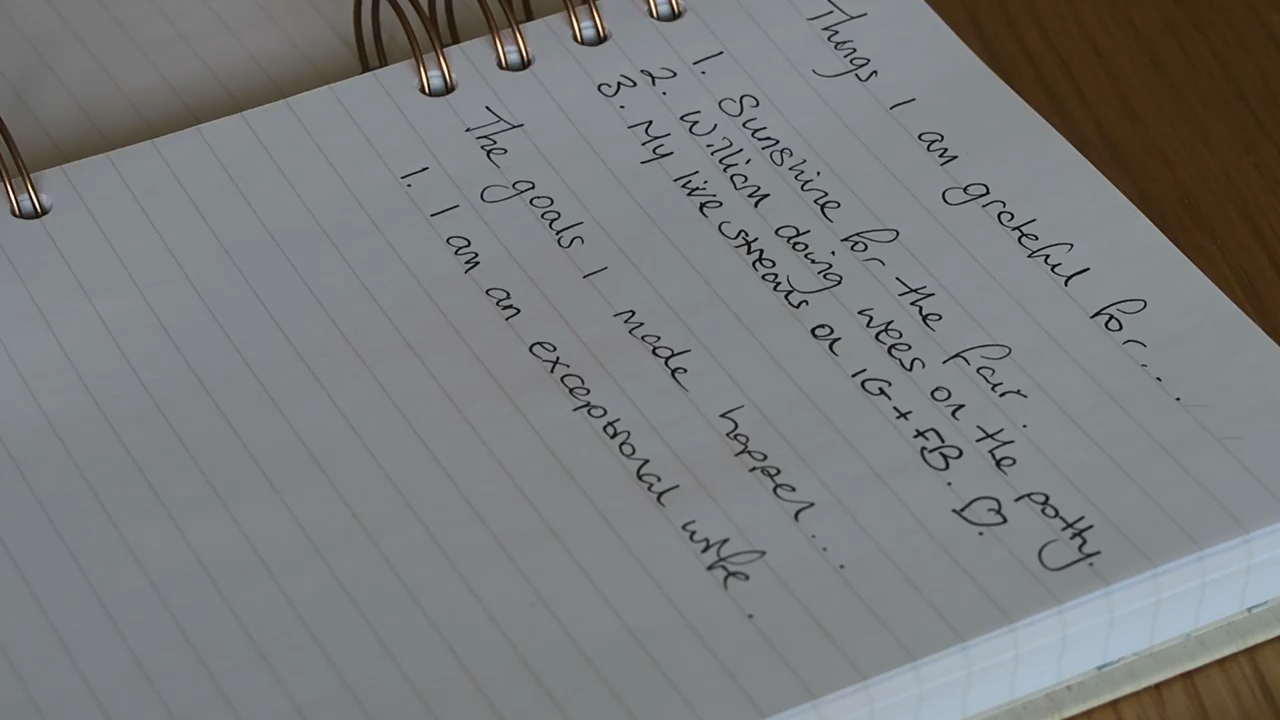 Things I am grateful for...
1. Sunshine for the fair.
2. William doing wees on the potty.
3. My live streams on IG + FB. ♡.
The goals I made happen...
1. I am an exceptional wife.